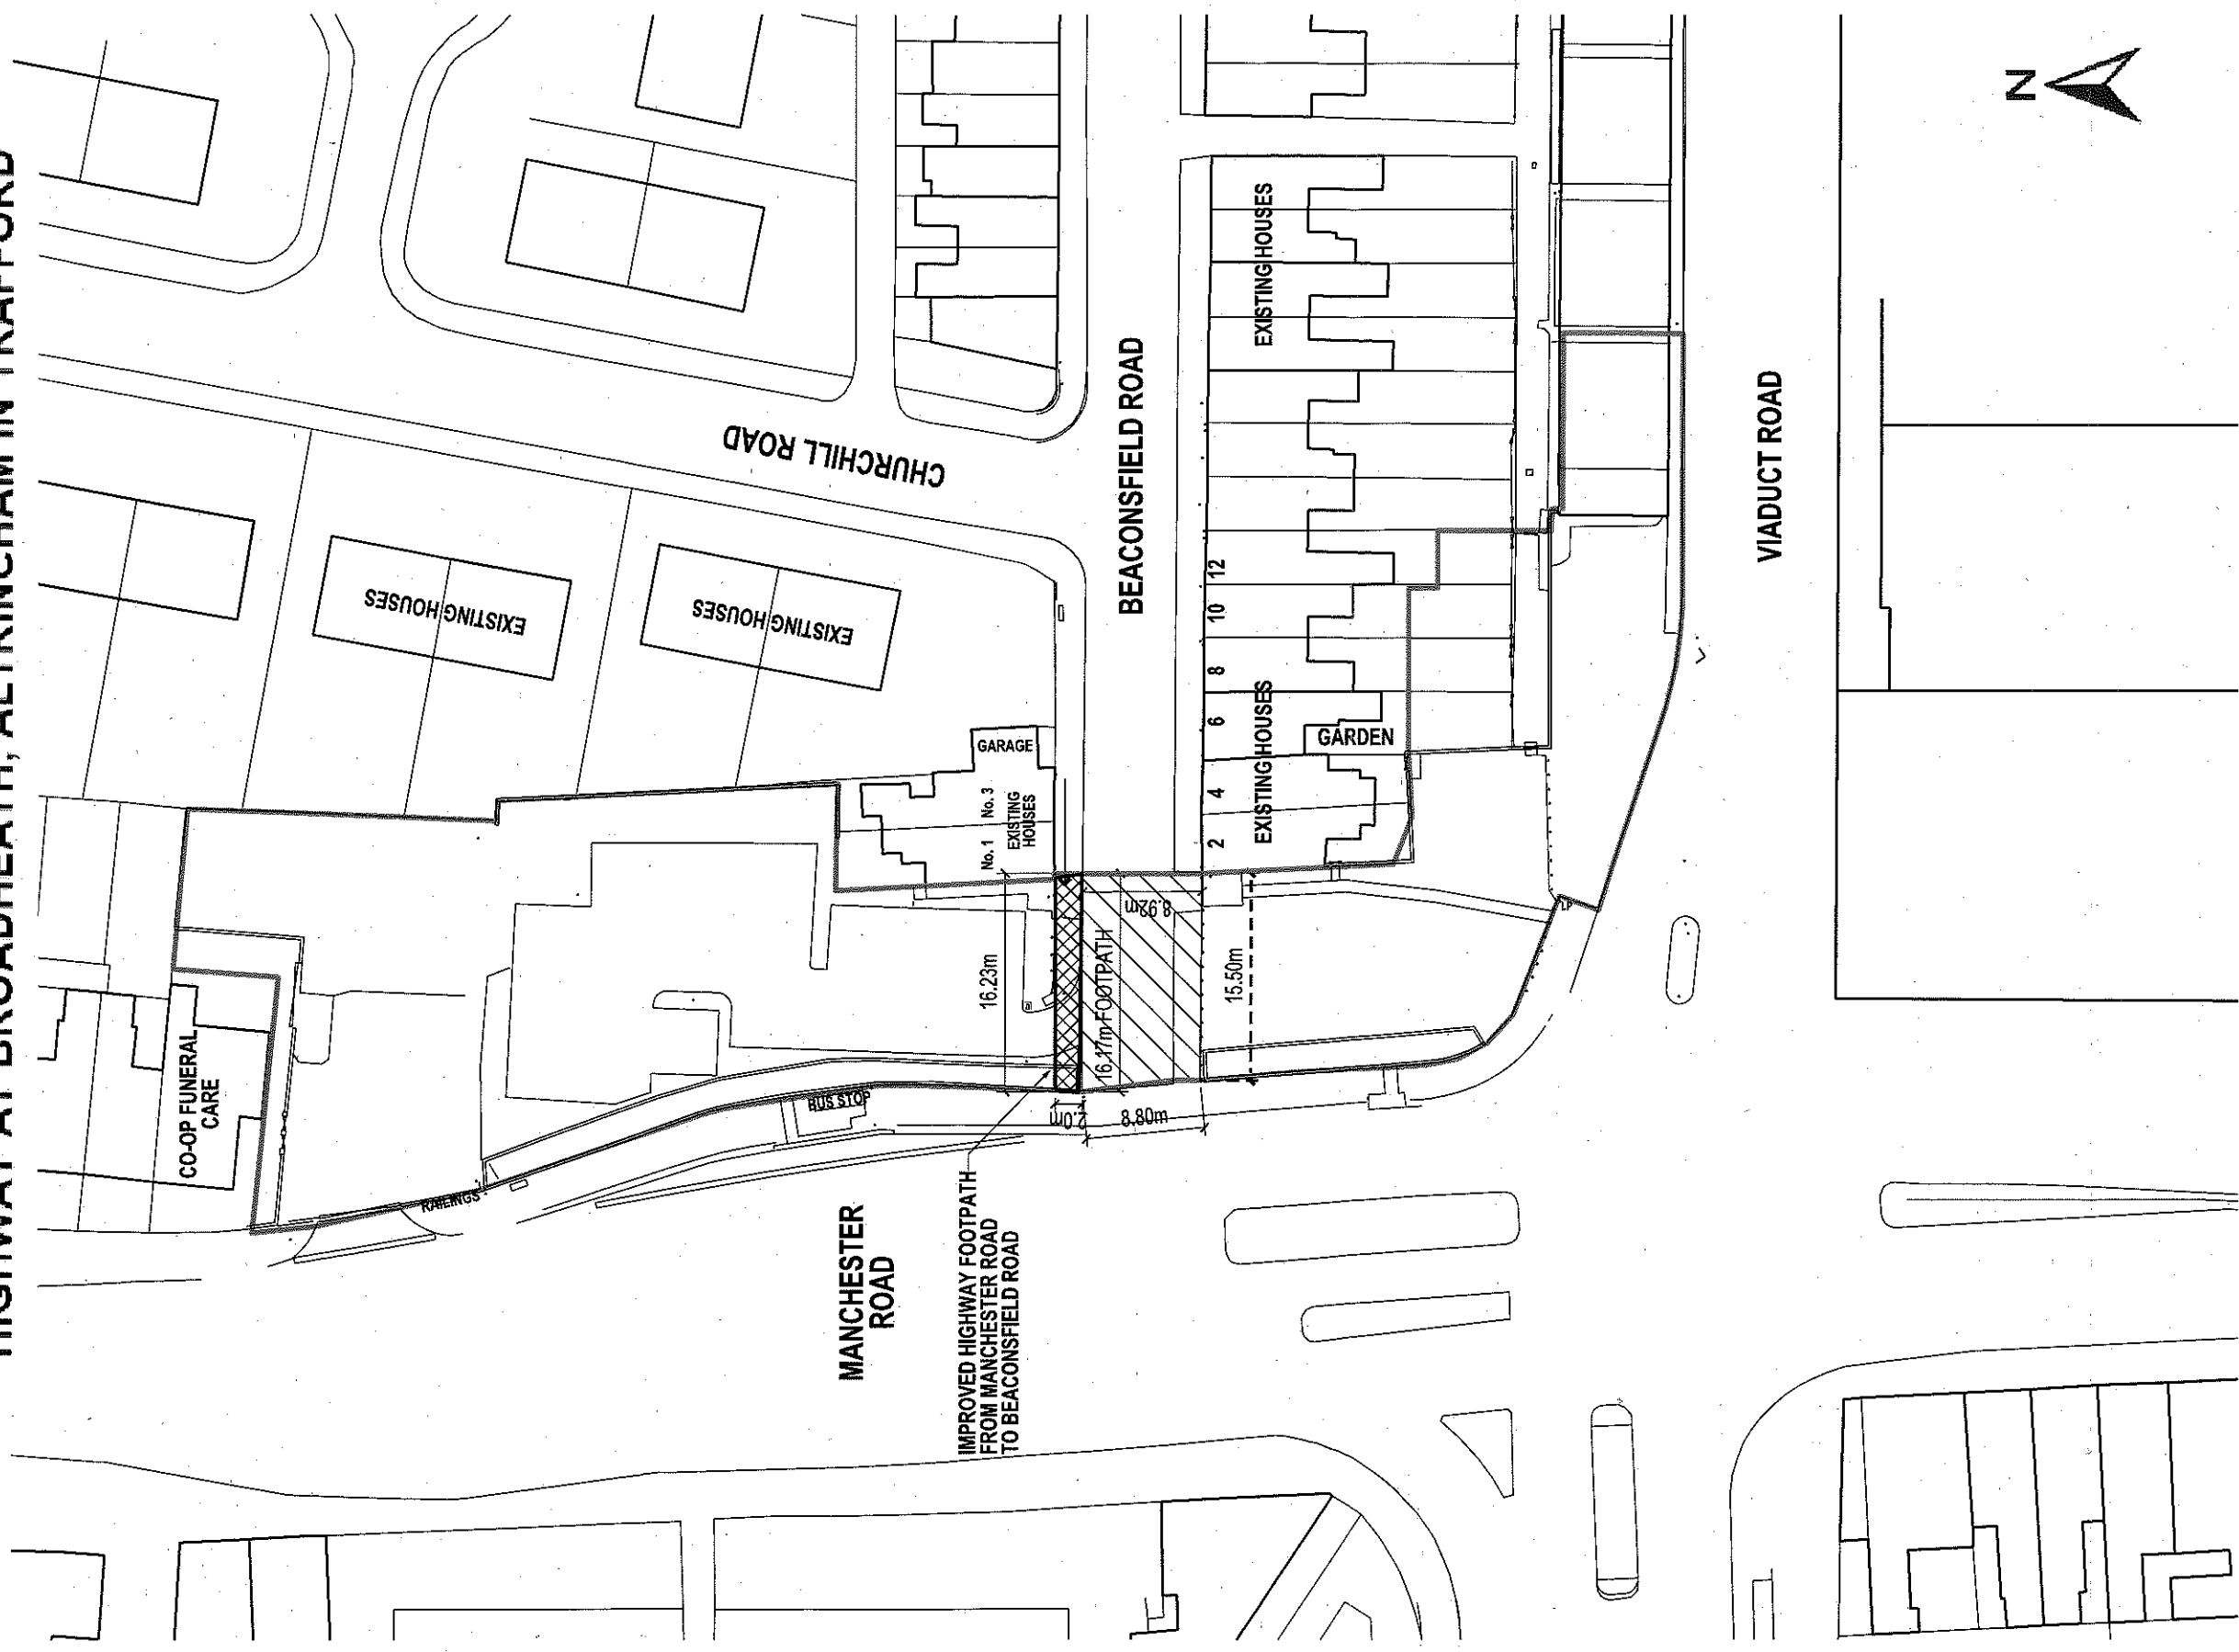 HIGHWAY AT BROADHEATH, ALTRINCHAM IN TRAFFORD
N
CO-OP FUNERAL
CARE
RAILINGS
BUS STOP
MANCHESTER
ROAD
EXISTING HOUSES
EXISTING HOUSES
CHURCHILL ROAD
GARAGE
No. 1
No. 3
EXISTING
HOUSES
16.23m
2.0m
16.17m FOOTPATH
8.92m
8.80m
15.50m
IMPROVED HIGHWAY FOOTPATH
FROM MANCHESTER ROAD
TO BEACONSFIELD ROAD
BEACONSFIELD ROAD
2
4
6
8
10
12
EXISTING HOUSES
GARDEN
EXISTING HOUSES
LP
VIADUCT ROAD